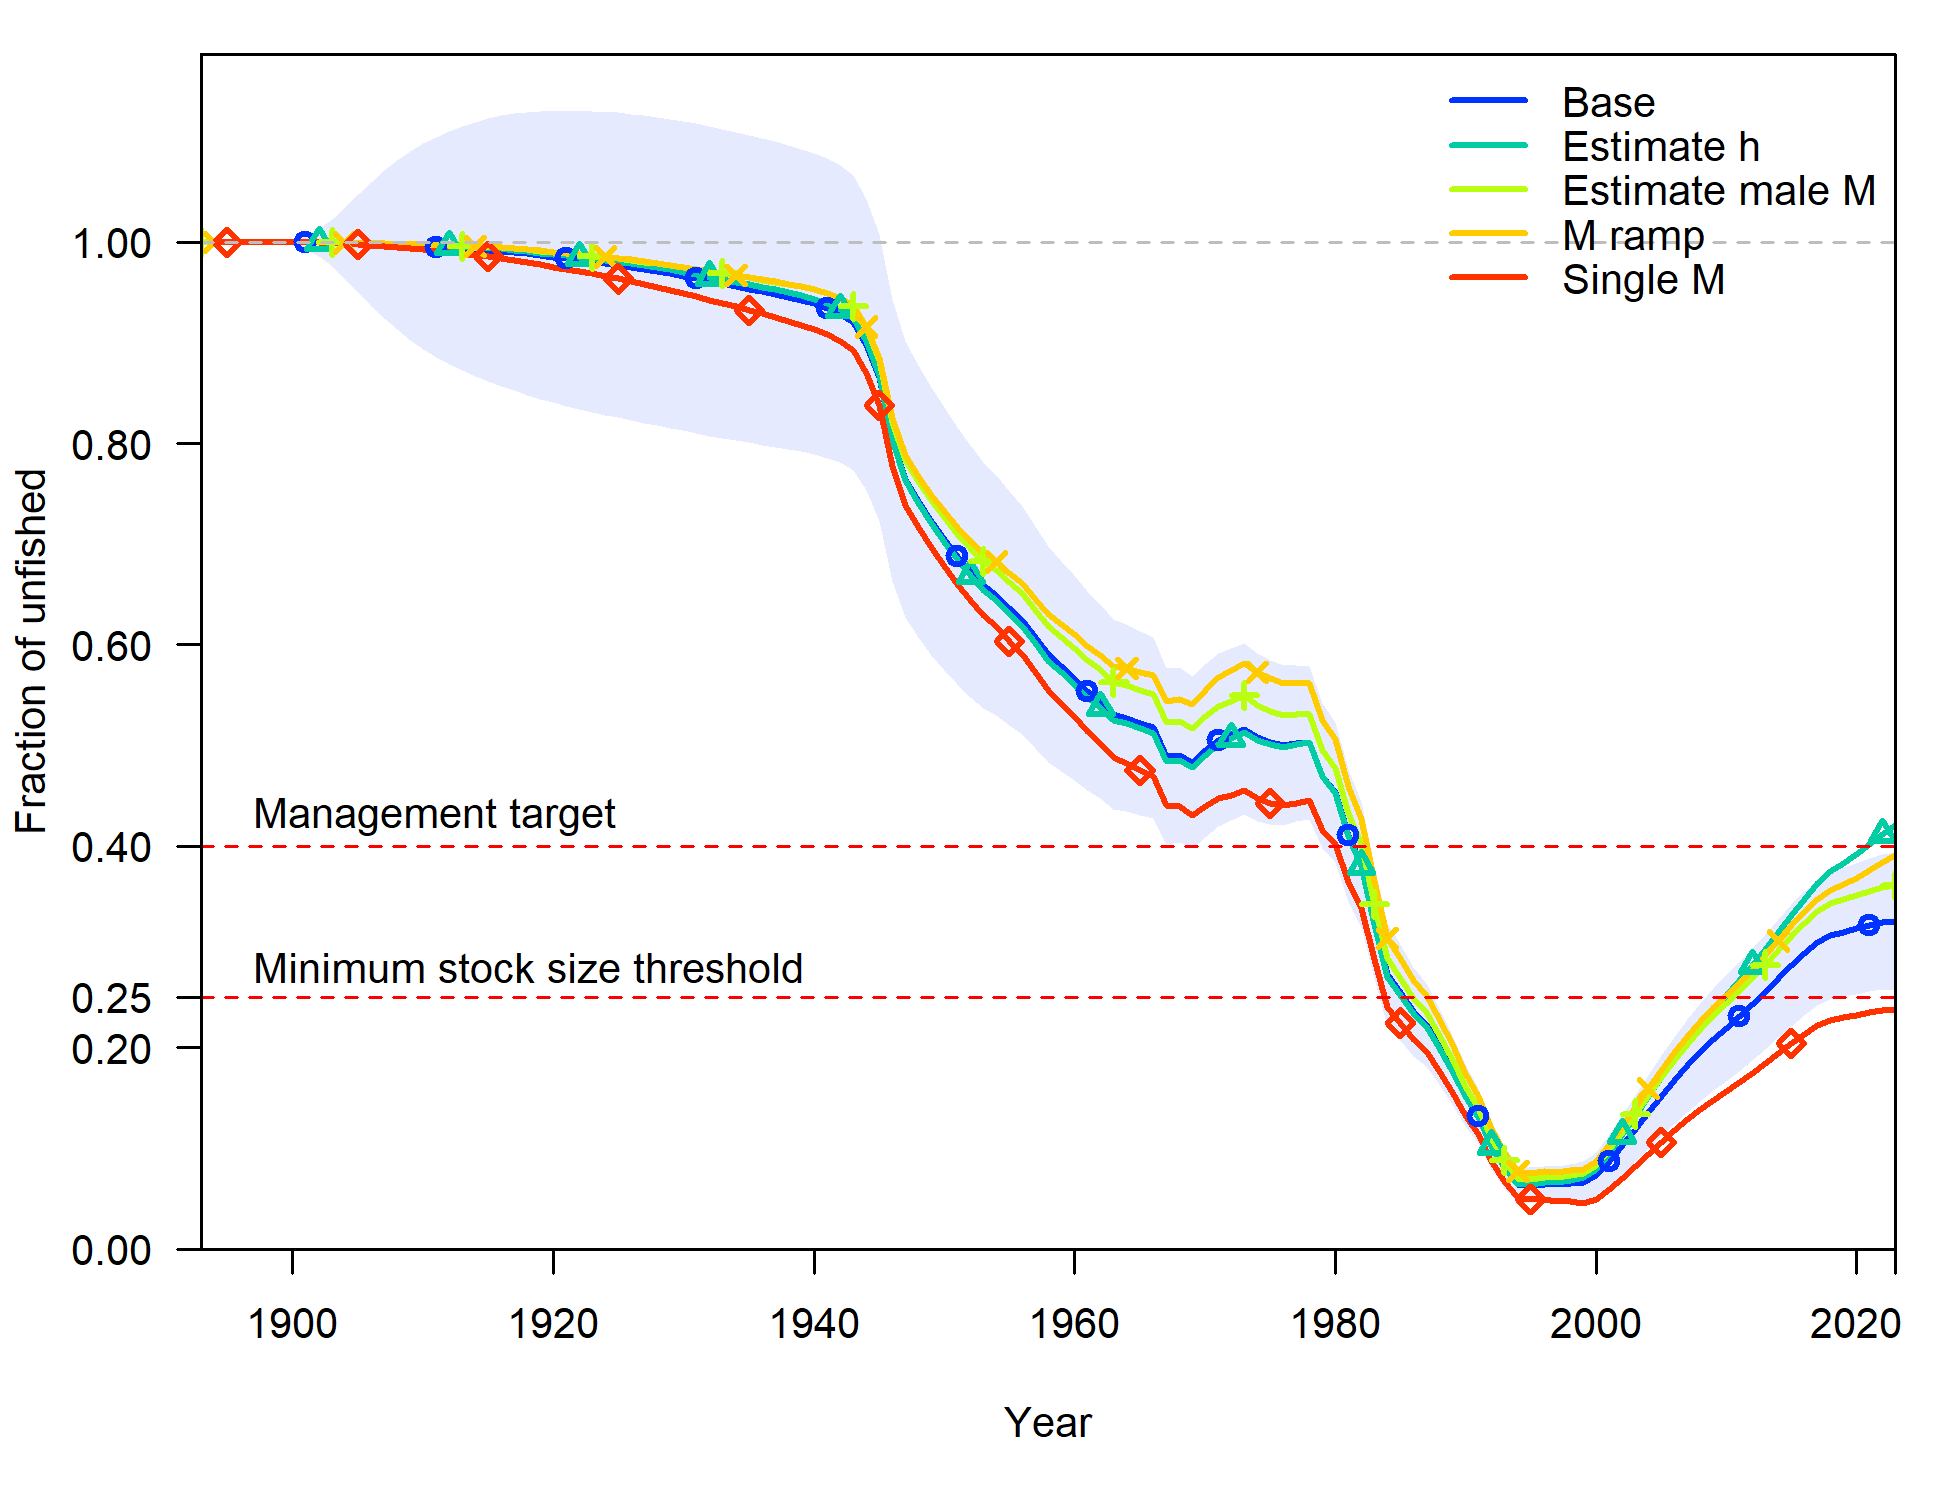 Base
Estimate h
Estimate male M
M ramp
Single M
Fraction of unfished
1.00
0.80
0.60
0.40
0.25
0.20
0.00
Management target
Minimum stock size threshold
1900 1920 1940 1960 1980 2000 2020
Year